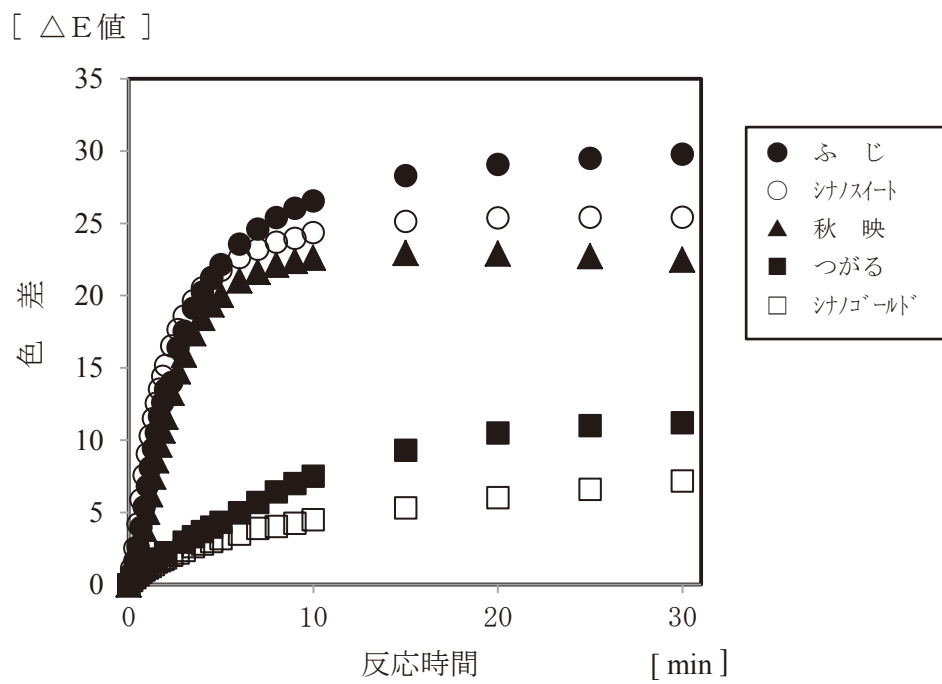 [ △E値 ]
35
30
25
20
15
10
5
0
色 差
0 10 20 30
反応時間 [ min ]
ふ じ
シナノスイート
秋 映
つがる
シナノゴールド